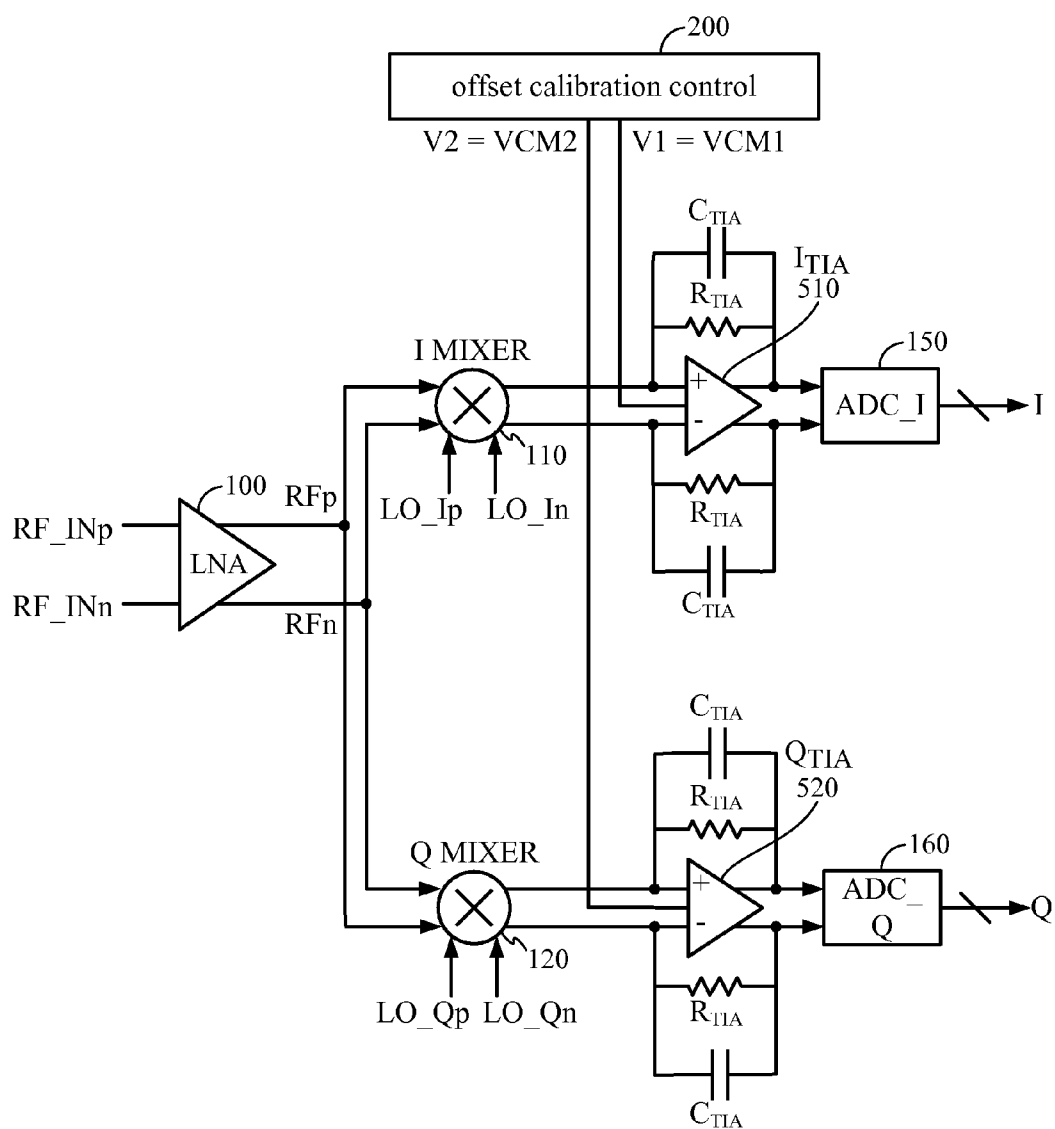 200
offset calibration control
V2 = VCM2
V1 = VCM1
CTIA
ITIA
510
RTIA
I MIXER
+
-
150
ADC_I
I
110
LO_Ip
LO_In
RTIA
CTIA
100
RFp
RF_INp
LNA
RF_INn
RFn
CTIA
QTIA
520
RTIA
Q MIXER
+
-
160
ADC_
Q
Q
120
LO_Qp
LO_Qn
RTIA
CTIA